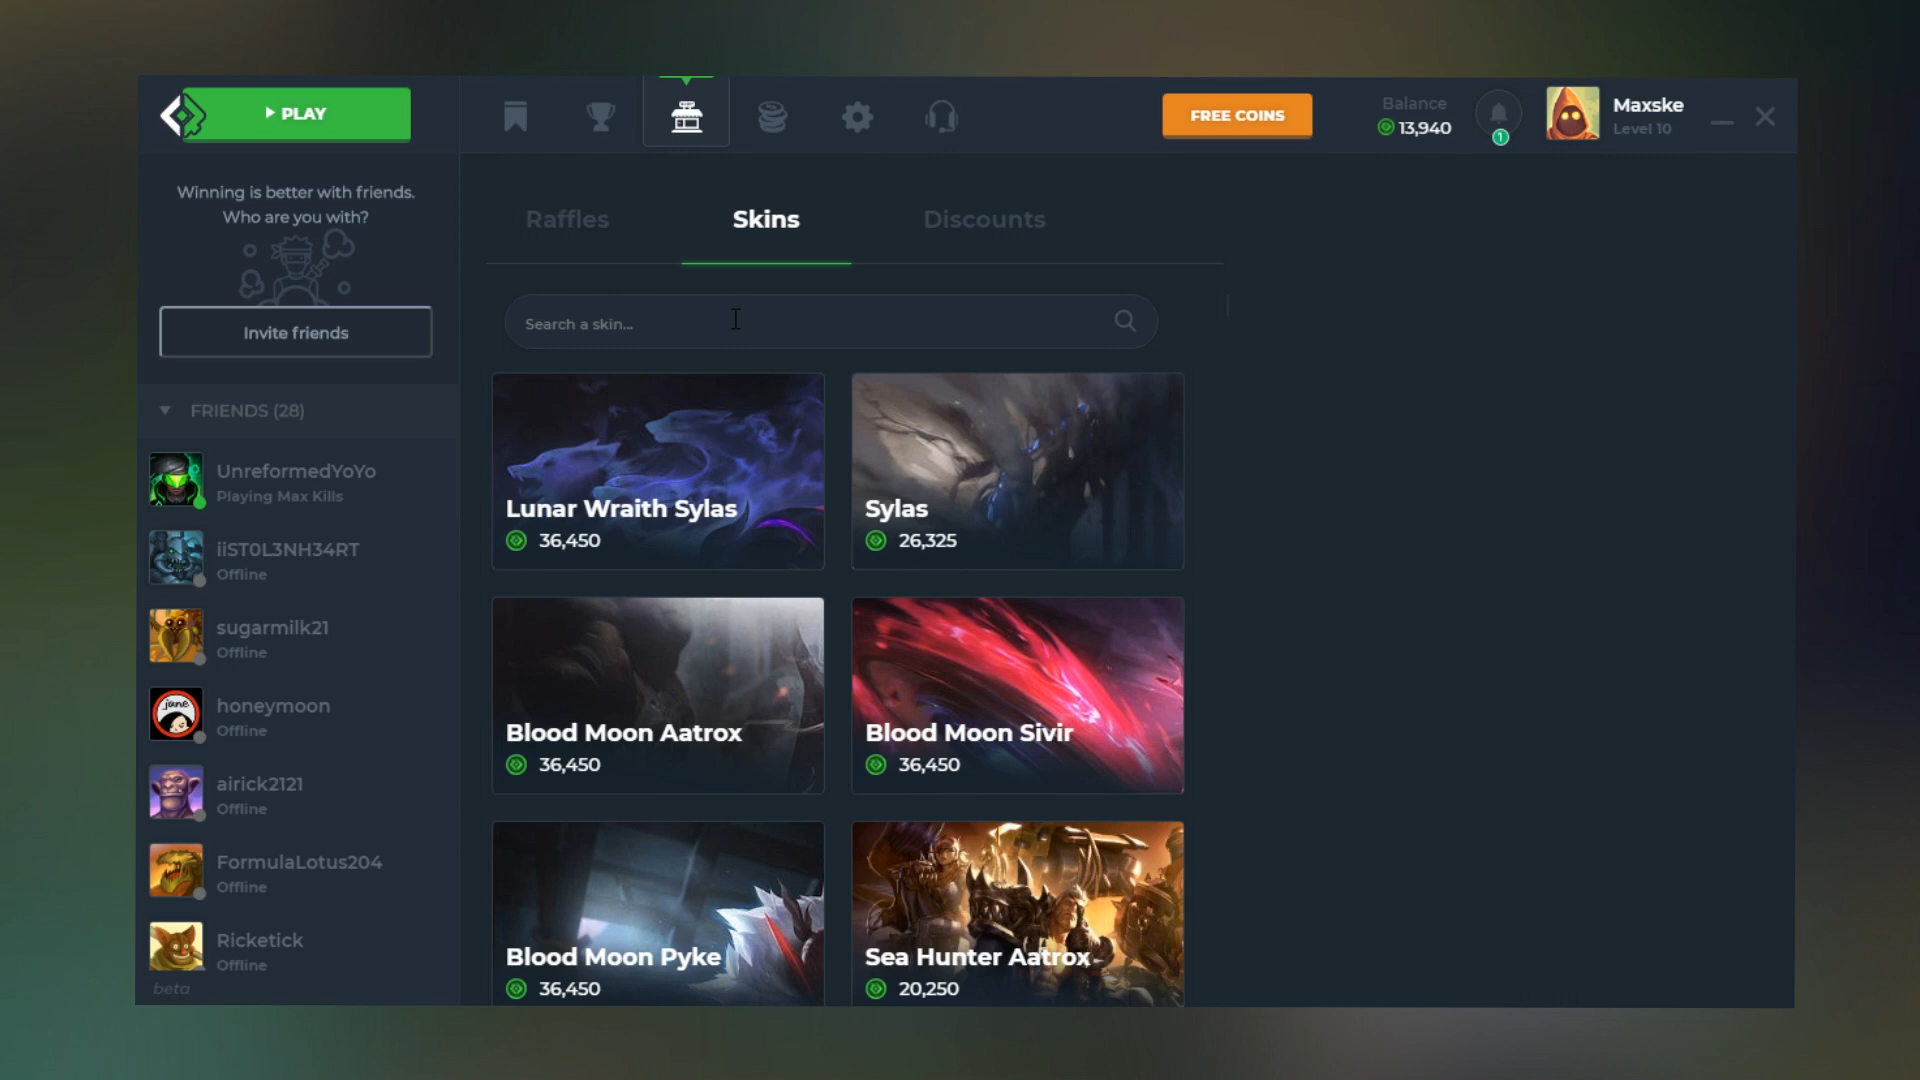 PLAY
FREE COINS
Balance
13,940
1
Maxske
Level 10
Winning is better with friends.
Who are you with?
Invite friends
FRIENDS (28)
UnreformedYoYo
Playing Max Kills
iiST0L3NH34RT
Offline
sugarmilk21
Offline
jane
honeymoon
Offline
airick2121
Offline
FormulaLotus204
Offline
Ricketick
Offline
beta
Raffles
Skins
Discounts
Search a skin...
Lunar Wraith Sylas
36,450
Sylas
26,325
Blood Moon Aatrox
36,450
Blood Moon Sivir
36,450
Blood Moon Pyke
36,450
Sea Hunter Aatrox
20,250